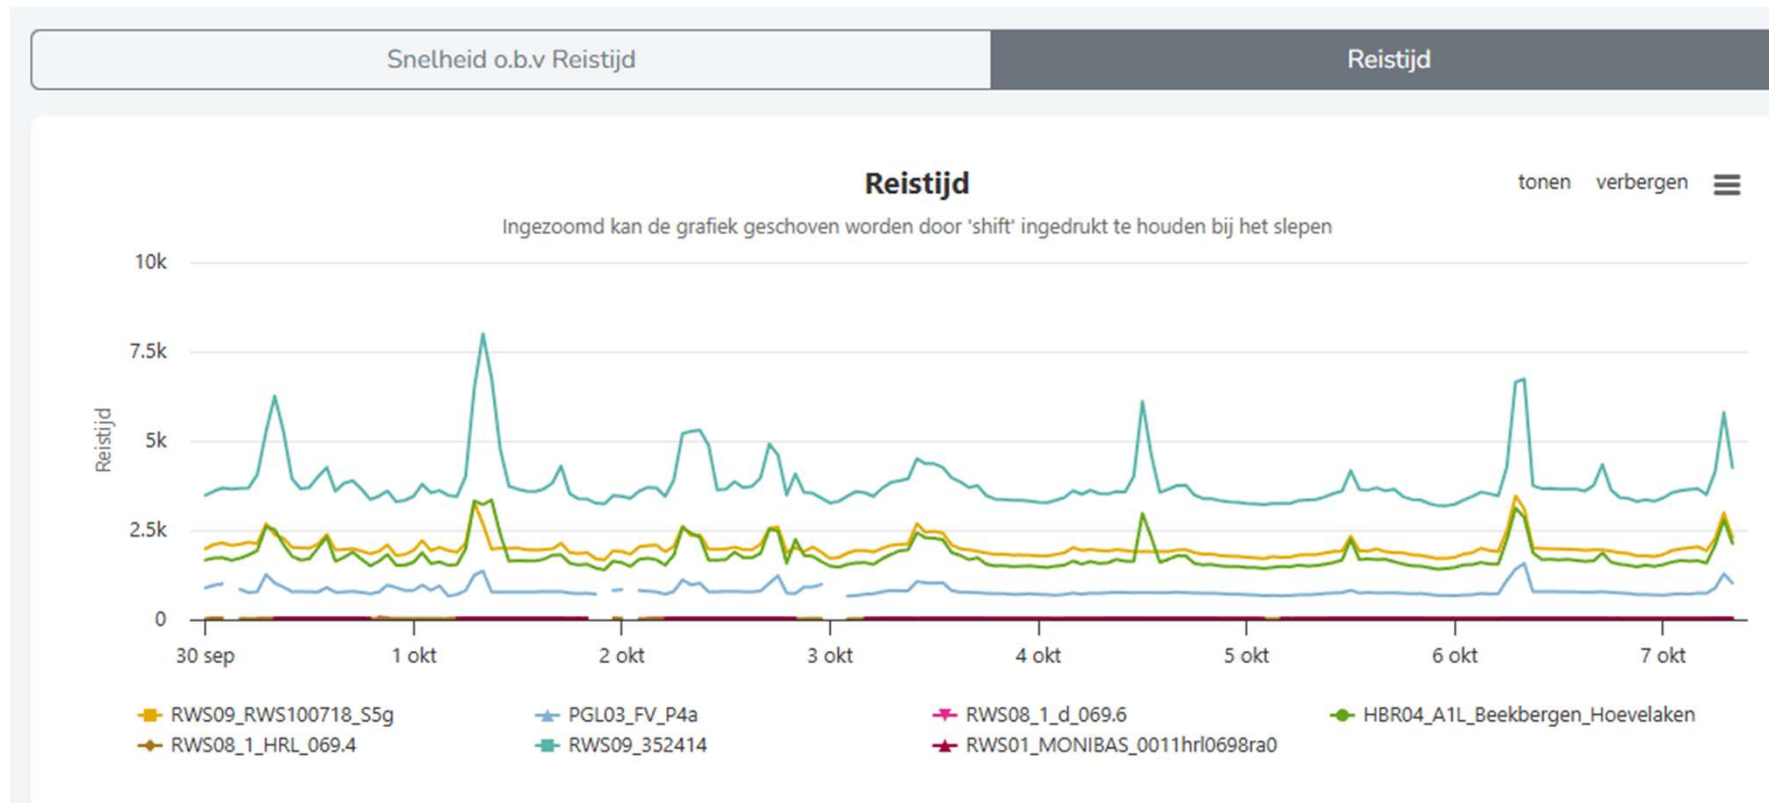 Snelheid o.b.v Reistijd
Reistijd
Reistijd
tonen verbergen
Ingezoomd kan de grafiek geschoven worden door 'shift' ingedrukt te houden bij het slepen
10k
7.5k
5k
2.5k
0
Reistijd
30 sep 1 okt 2 okt 3 okt 4 okt 5 okt 6 okt 7 okt
RWS09_RWS100718_S5g PGL03_FV_P4a RWS08_1_d_069.6 HBR04_A1L_Beekbergen_Hoevelaken
RWS08_1_HRL_069.4 RWS09_352414 RWS01_MONIBAS_0011hrl0698ra0